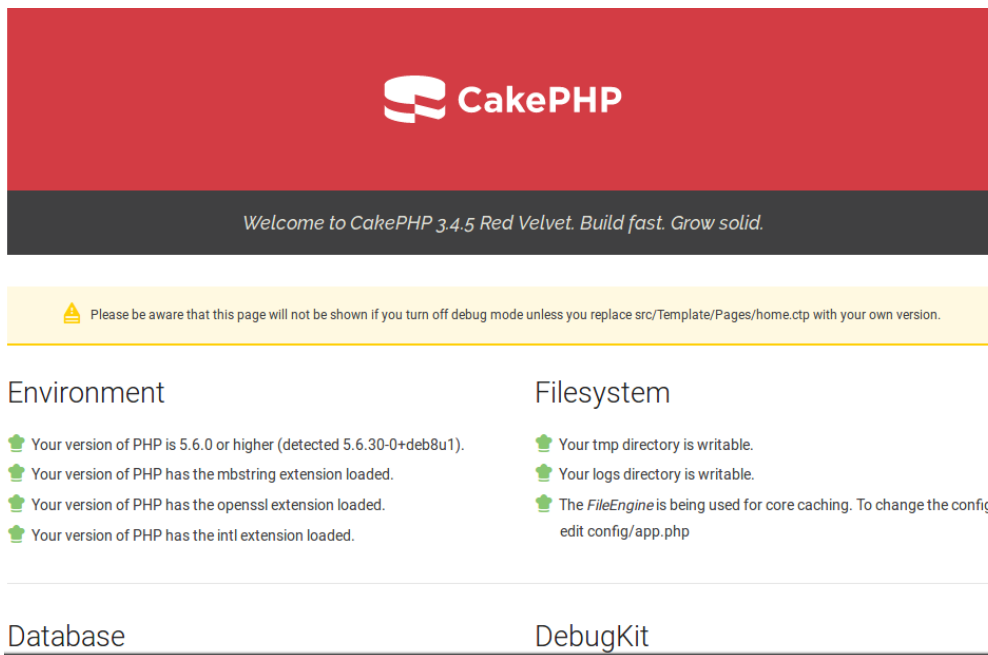 CakePHP
Welcome to CakePHP 3.4.5 Red Velvet. Build fast. Grow solid.
Please be aware that this page will not be shown if you turn off debug mode unless you replace src/Template/Pages/home.ctp with your own version.
Environment
Your version of PHP is 5.6.0 or higher (detected 5.6.30-0+deb8u1).
Your version of PHP has the mbstring extension loaded.
Your version of PHP has the openssl extension loaded.
Your version of PHP has the intl extension loaded.
Filesystem
Your tmp directory is writable.
Your logs directory is writable.
The FileEngine is being used for core caching. To change the config
edit config/app.php
Database
DebugKit